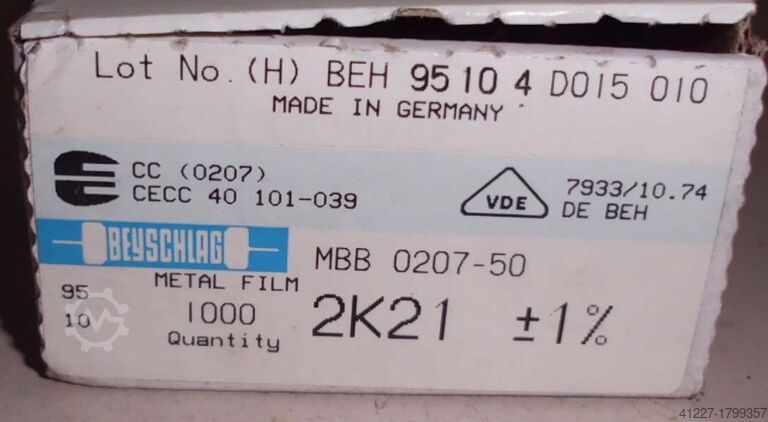 Lot No. (H) BEH 95 10 4 D015 010
MADE IN GERMANY
CC (0207)
CECC 40 101-039
VDE
7933/10.74
DE BEH
BEYSCHLAG
MBB 0207-50
METAL FILM
95
10
1000
Quantity
2K21 ±1%
41227-1799357